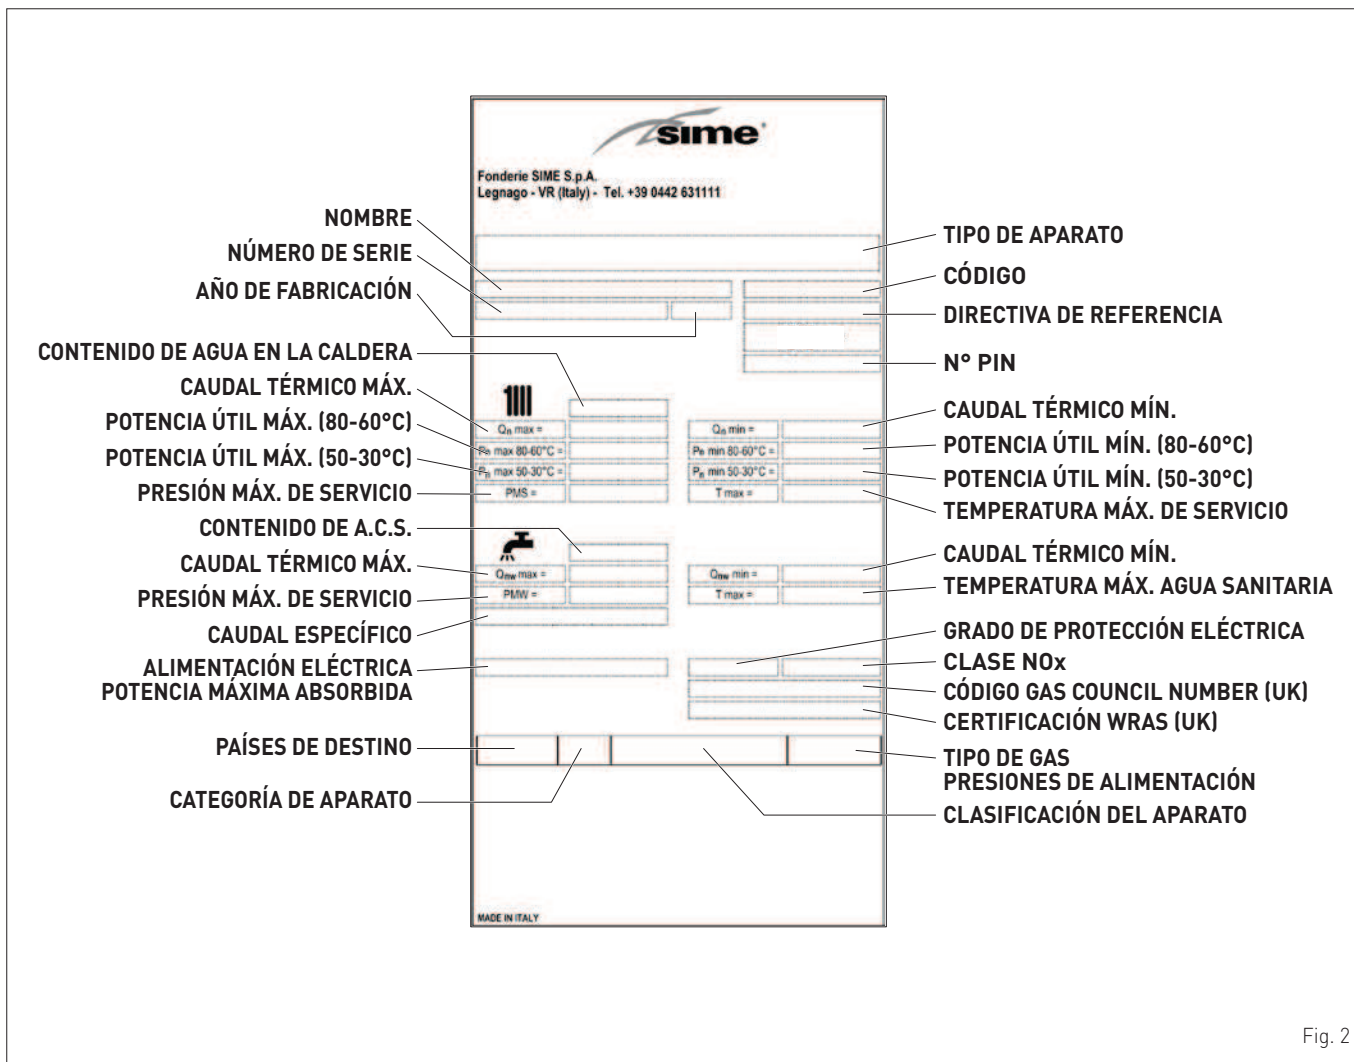 sime®
Fonderie SIME S.p.A.
Legnago - VR (Italy) - Tel. +39 0442 631111
NOMBRE
NÚMERO DE SERIE
AÑO DE FABRICACIÓN
CONTENIDO DE AGUA EN LA CALDERA
CAUDAL TÉRMICO MÁX.
POTENCIA ÚTIL MÁX. (80-60°C)
POTENCIA ÚTIL MÁX. (50-30°C)
PRESIÓN MÁX. DE SERVICIO
CONTENIDO DE A.C.S.
CAUDAL TÉRMICO MÁX.
PRESIÓN MÁX. DE SERVICIO
CAUDAL ESPECÍFICO
ALIMENTACIÓN ELÉCTRICA
POTENCIA MÁXIMA ABSORBIDA
PAÍSES DE DESTINO
CATEGORÍA DE APARATO
Qn max =
Pn max 80-60°C =
Pn max 50-30°C =
PMS =
Qnw max =
PMW =
Qn min =
Pn min 80-60°C =
Pn min 50-30°C =
T max =
Qnw min =
T max =
MADE IN ITALY
TIPO DE APARATO
CÓDIGO
DIRECTIVA DE REFERENCIA
N° PIN
CAUDAL TÉRMICO MÍN.
POTENCIA ÚTIL MÍN. (80-60°C)
POTENCIA ÚTIL MÍN. (50-30°C)
TEMPERATURA MÁX. DE SERVICIO
CAUDAL TÉRMICO MÍN.
TEMPERATURA MÁX. AGUA SANITARIA
GRADO DE PROTECCIÓN ELÉCTRICA
CLASE NOx
CÓDIGO GAS COUNCIL NUMBER (UK)
CERTIFICACIÓN WRAS (UK)
TIPO DE GAS
PRESIONES DE ALIMENTACIÓN
CLASIFICACIÓN DEL APARATO
Fig. 2